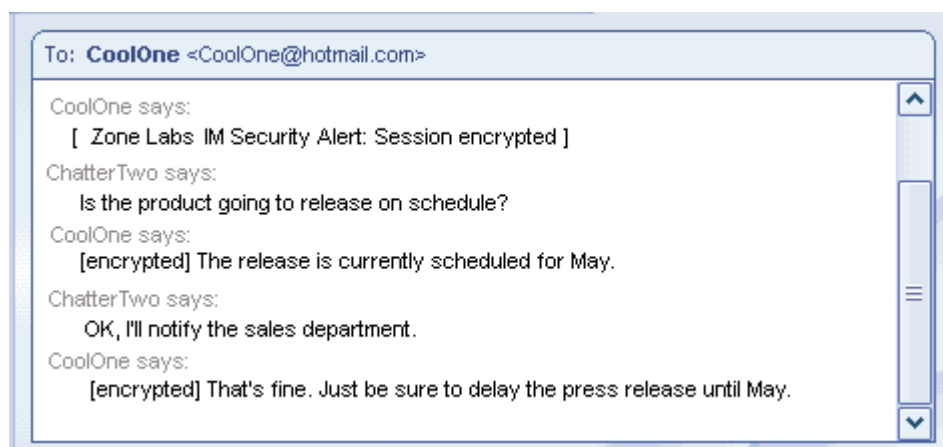 To: CoolOne <CoolOne@hotmail.com>
CoolOne says:
[ Zone Labs IM Security Alert: Session encrypted ]
ChatterTwo says:
Is the product going to release on schedule?
CoolOne says:
[encrypted] The release is currently scheduled for May.
ChatterTwo says:
OK, I'll notify the sales department.
CoolOne says:
[encrypted] That's fine. Just be sure to delay the press release until May.